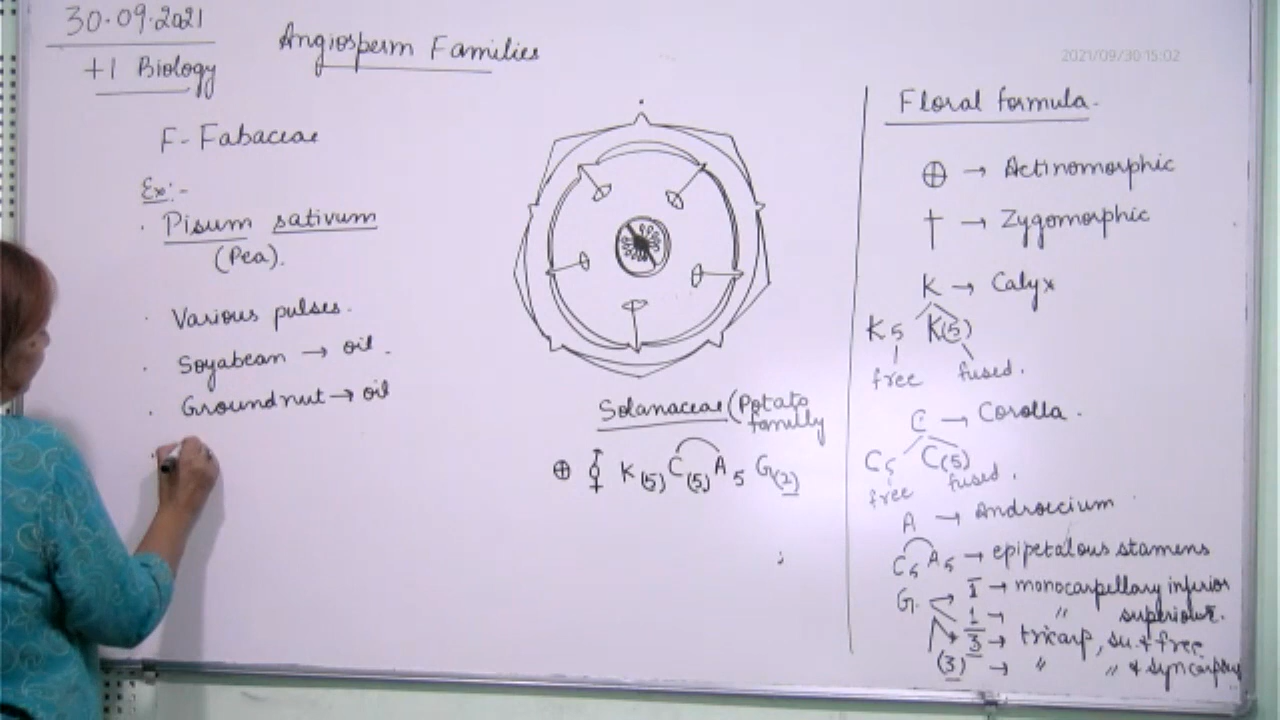 30.09.2021
+1 Biology
Angiosperm Families
2021/09/30 15:02
F- Fabaceae
Ex:-
. Pisum sativum
(Pea).
. Various pulses.
. Soyabean → oil.
. Groundnut → oil
Solanaceae (Potato
familly
⊕ ⚥ K(5) C(5) A5 G(2)
Floral formula-
⊕ → Actinomorphic
† → Zygomorphic
K → Calyx
K5 K(5)
free fused.
C → Corolla.
C5 C(5)
free fused.
A → Androecium
C5 A5 → epipetalous stamens
G. → 1 → monocarpellary inferior
1 → " superiour.
3 → tricarp, su. & free
(3) → " " & syncarpay